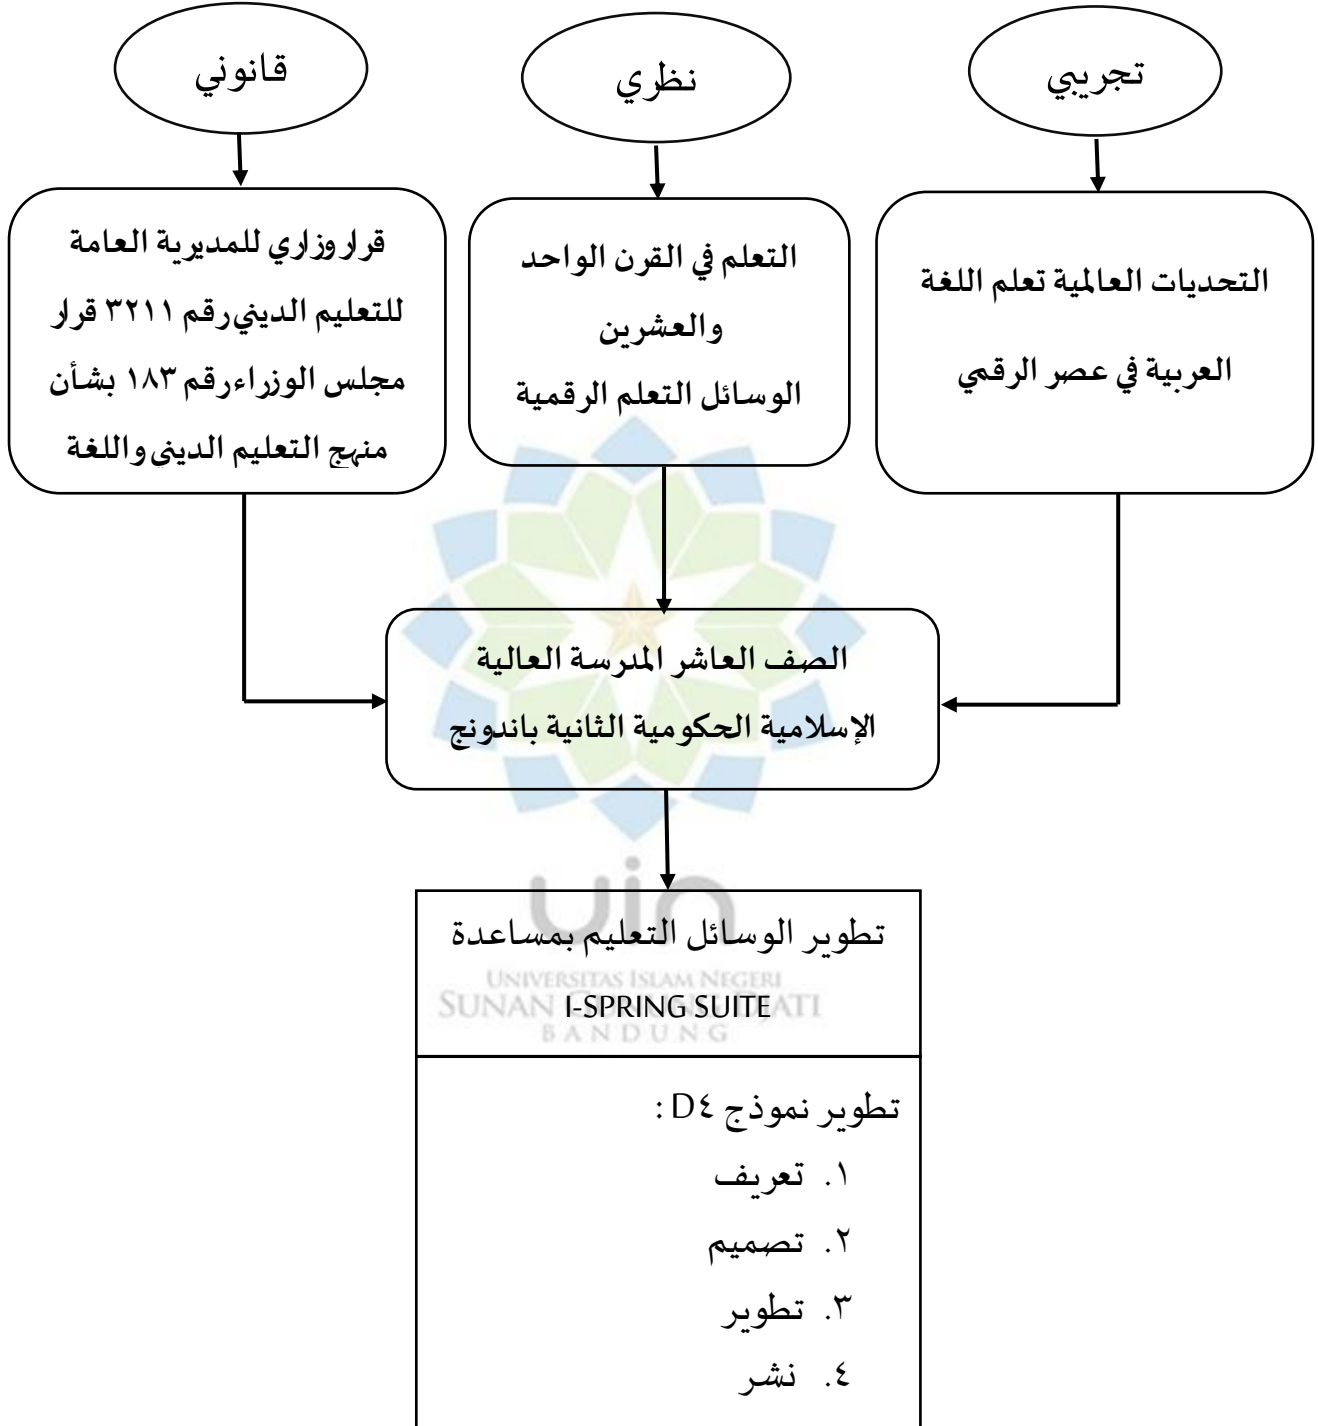 تجريبي
نظري
قانوني
التحديات العالمية تعلم اللغة
العربية في عصر الرقمي
التعلم في القرن الواحد
والعشرين
الوسائل التعلم الرقمية
قرار وزاري للمديرية العامة
للتعليم الديني رقم ٣٢١١ قرار
مجلس الوزراء رقم ١٨٣ بشأن
منهج التعليم الديني واللغة
الصف العاشر المدرسة العالية
الإسلامية الحكومية الثانية باندونج
uin
UNIVERSITAS ISLAM NEGERI
SUNAN GUNUNG DJATI
BANDUNG
تطوير الوسائل التعليم بمساعدة
I-SPRING SUITE
تطوير نموذج D٤ :
١. تعريف
٢. تصميم
٣. تطوير
٤. نشر